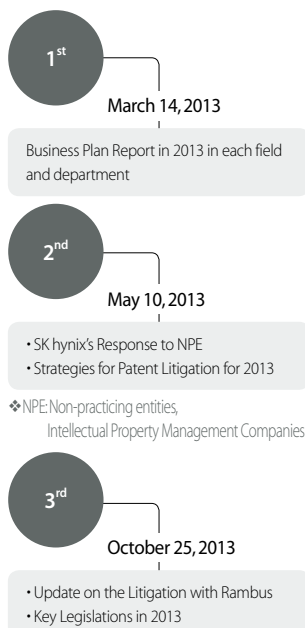 1st
March 14, 2013
Business Plan Report in 2013 in each field
and department
2nd
May 10, 2013
• SK hynix's Response to NPE
• Strategies for Patent Litigation for 2013
❖NPE: Non-practicing entities,
Intellectual Property Management Companies
3rd
October 25, 2013
• Update on the Litigation with Rambus
• Key Legislations in 2013